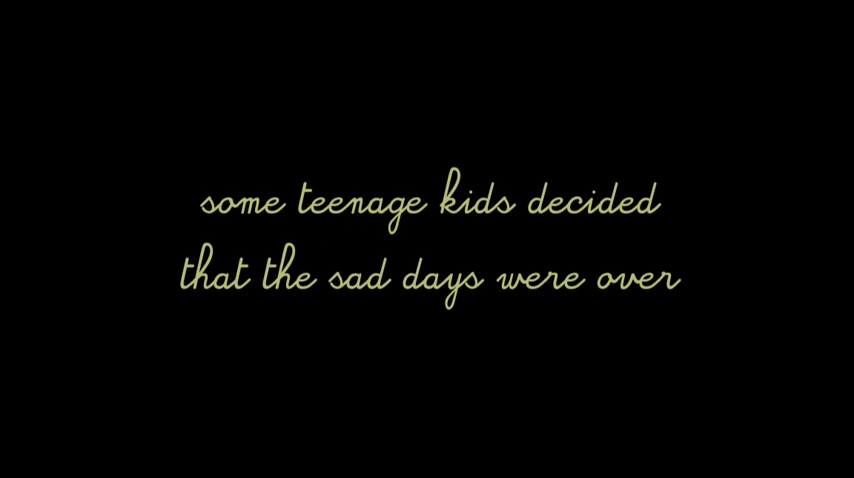 some teenage kids decided
that the sad days were over